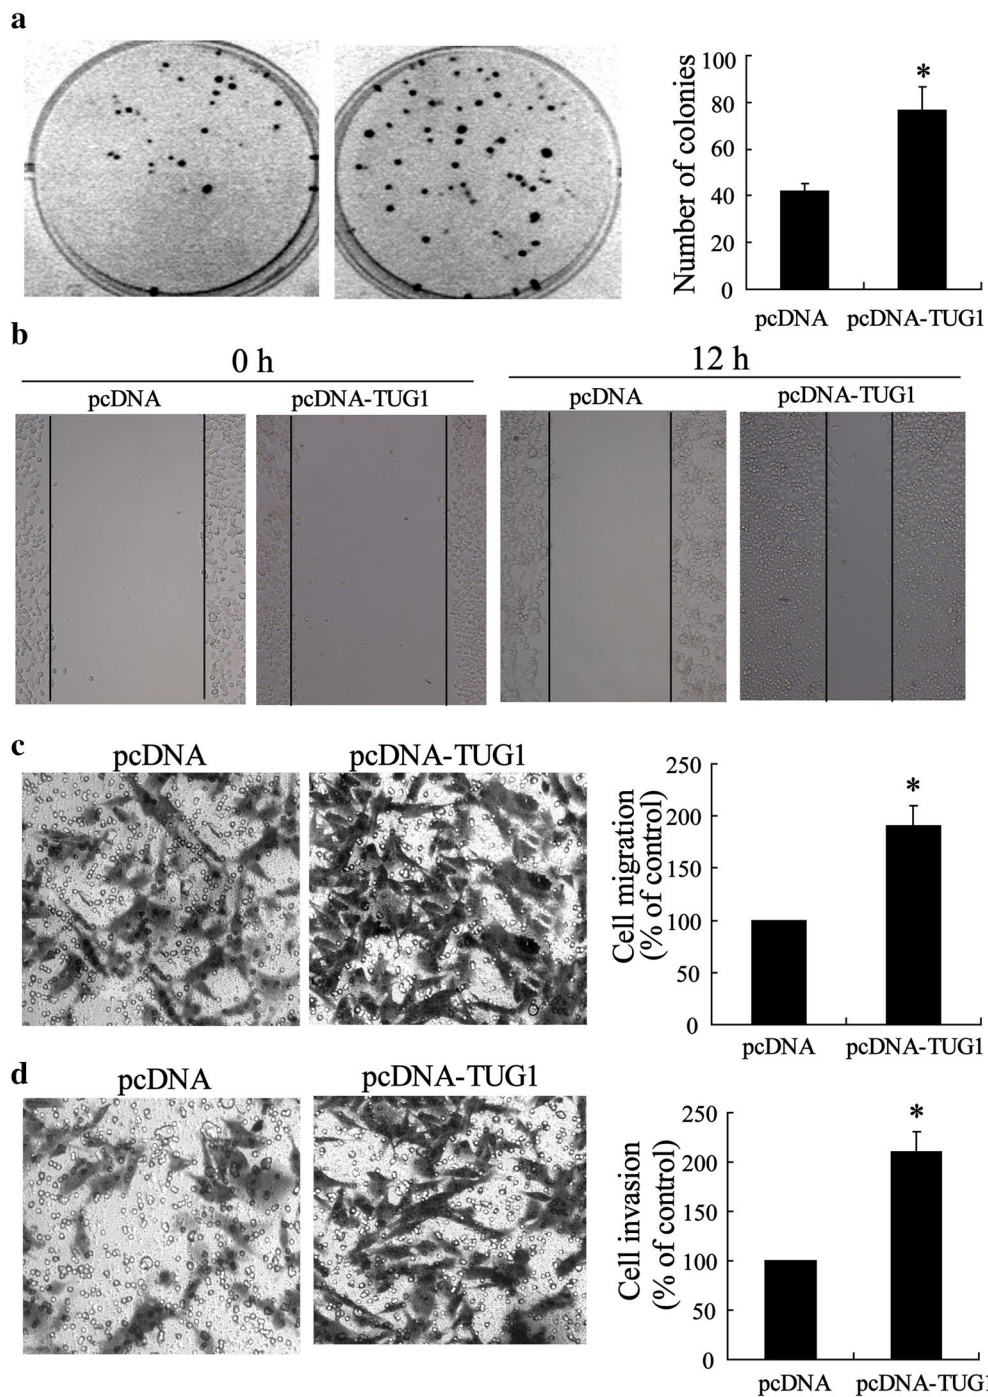 a
Number of colonies
100
80
60
40
20
0
*
pcDNA pcDNA-TUG1
b
0 h 12 h
pcDNA pcDNA-TUG1 pcDNA pcDNA-TUG1
c
pcDNA pcDNA-TUG1
Cell migration
(% of control)
250
200
150
100
50
0
*
pcDNA pcDNA-TUG1
d
pcDNA pcDNA-TUG1
Cell invasion
(% of control)
250
200
150
100
50
0
*
pcDNA pcDNA-TUG1